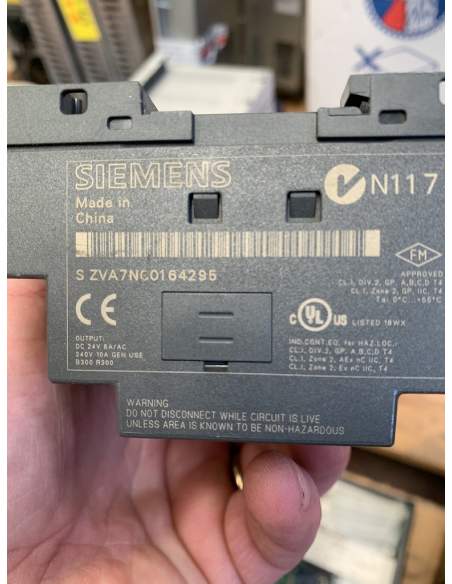 SIEMENS
N117
Made in
China
S ZVA7N60164295
FM
APPROVED
CL.I, DIV.2, GP. A,B,C,D T4
CL.I, Zone 2, GP. IIC, T4
Ta: 0°C...+55°C
CE
C UL US LISTED 18WX
OUTPUT:
DC 24V 8A/AC
240V 10A GEN USE
B300 R300
IND.CONT.EQ. for HAZ.LOC.:
CL.I, DIV.2, GP. A,B,C,D T4
CL.I, Zone 2, AEx nC IIC, T4
CL.I, Zone 2, Ex nC IIC, T4
WARNING
DO NOT DISCONNECT WHILE CIRCUIT IS LIVE
UNLESS AREA IS KNOWN TO BE NON-HAZARDOUS